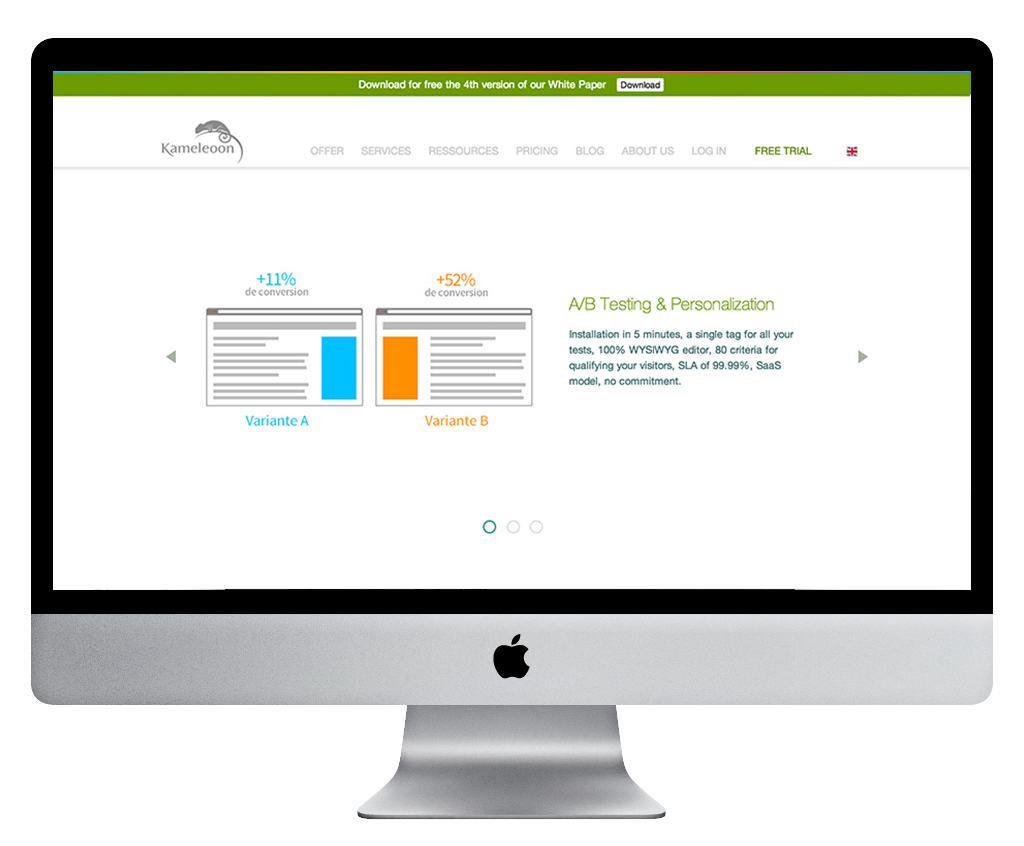 Download for free the 4th version of our White Paper Download
Kameleoon
OFFER SERVICES RESSOURCES PRICING BLOG ABOUT US LOG IN FREE TRIAL
+11%
de conversion
+52%
de conversion
Variante A
Variante B
A/B Testing & Personalization
Installation in 5 minutes, a single tag for all your
tests, 100% WYSIWYG editor, 80 criteria for
qualifying your visitors, SLA of 99.99%, SaaS
model, no commitment.